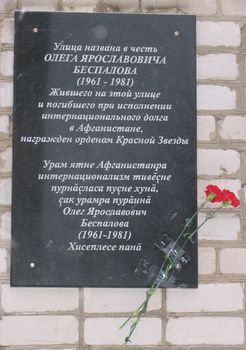 Улица названа в честь
ОЛЕГА ЯРОСЛАВОВИЧА
БЕСПАЛОВА
(1961 - 1981)
Жившего на этой улице
и погибшего при исполнении
интернационального долга
в Афганистане,
награжден орденом Красной Звезды
Урам ятне Афганистанра
интернационализм тивĕçне
пурнăçласа пуçне хунă,
çак урамра пурăннă
Олег Ярославович
Беспалова
(1961-1981)
Хисеплесе панă